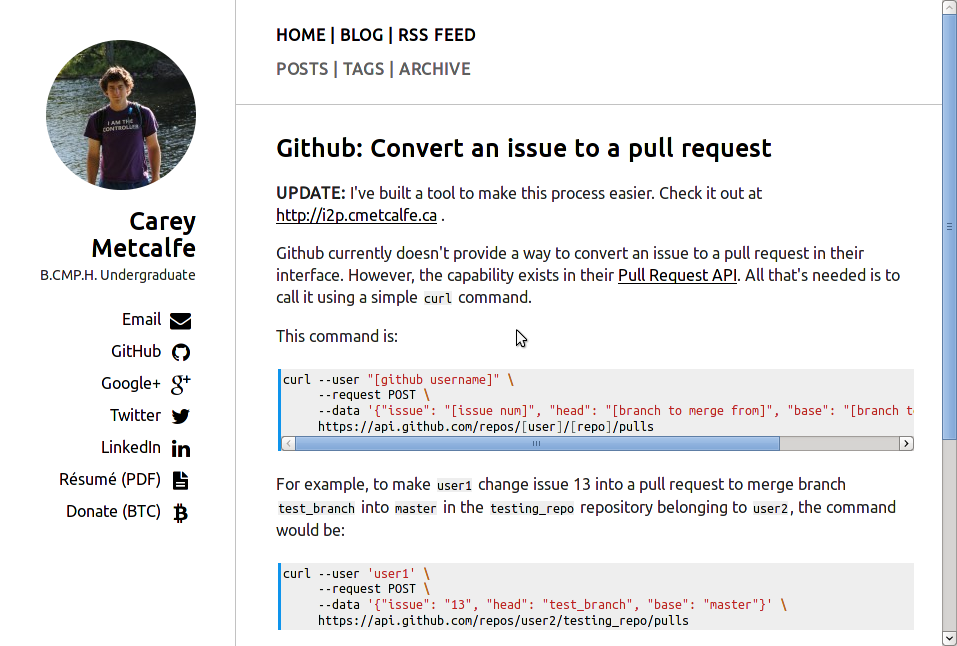 HOME | BLOG | RSS FEED
POSTS | TAGS | ARCHIVE
I AM THE
CONTROLLER
Carey
Metcalfe
B.CMP.H. Undergraduate
Email
GitHub
Google+
Twitter
LinkedIn
Résumé (PDF)
Donate (BTC)
Github: Convert an issue to a pull request
UPDATE: I've built a tool to make this process easier. Check it out at
http://i2p.cmetcalfe.ca .
Github currently doesn't provide a way to convert an issue to a pull request in their
interface. However, the capability exists in their Pull Request API. All that's needed is to
call it using a simple curl command.
This command is:
curl --user "[github username]" \
--request POST \
--data '{"issue": "[issue num]", "head": "[branch to merge from]", "base": "[branch t
https://api.github.com/repos/[user]/[repo]/pulls
For example, to make user1 change issue 13 into a pull request to merge branch
test_branch into master in the testing_repo repository belonging to user2, the command
would be:
curl --user 'user1' \
--request POST \
--data '{"issue": "13", "head": "test_branch", "base": "master"}' \
https://api.github.com/repos/user2/testing_repo/pulls